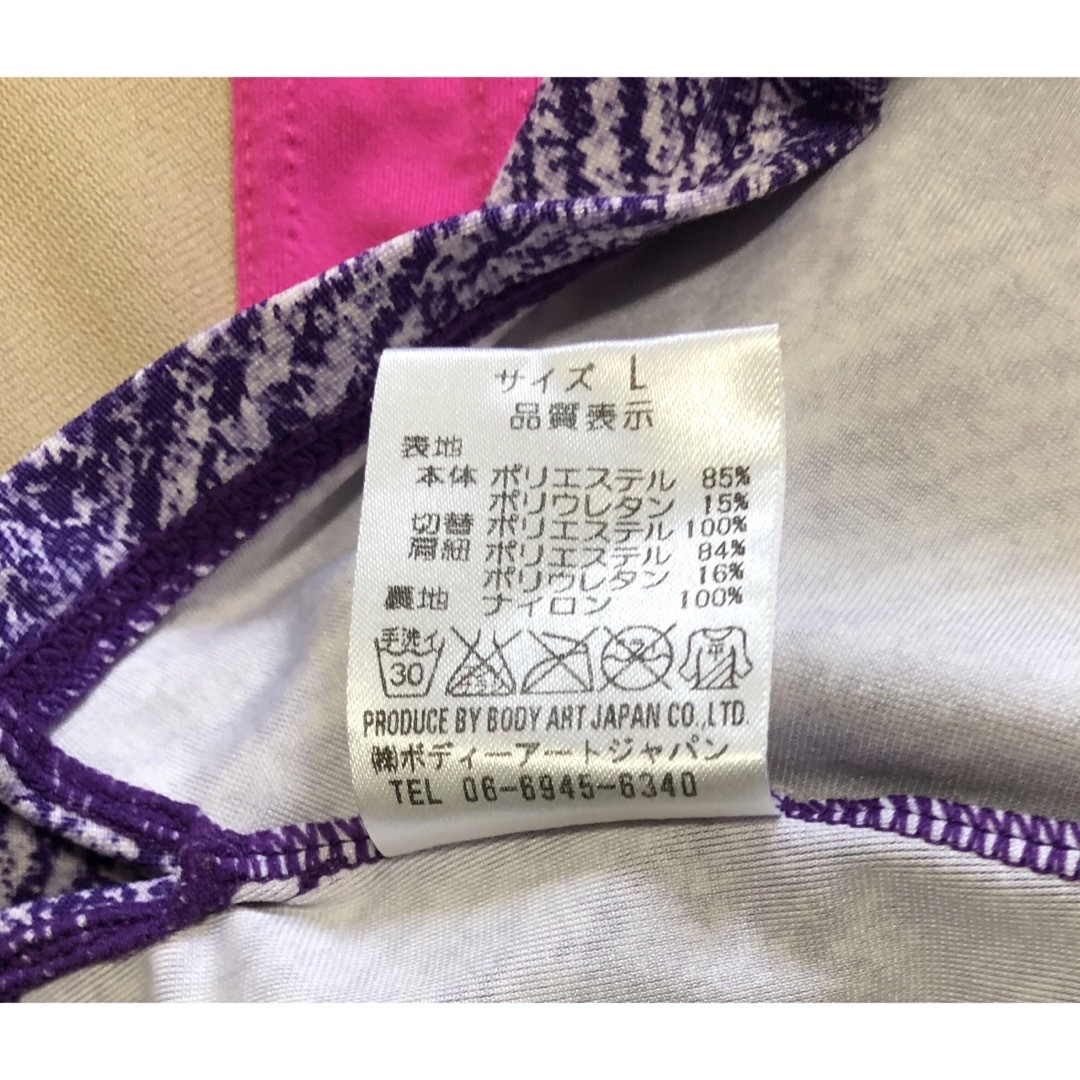 サイズ L
品質表示
表地
本体 ポリエステル 85%
ポリウレタン 15%
切替 ポリエステル 100%
肩紐 ポリエステル 84%
ポリウレタン 16%
裏地 ナイロン 100%
手洗イ
30
平
PRODUCE BY BODY ART JAPAN CO.,LTD.
㈱ボディーアートジャパン
TEL 06-6945-6340